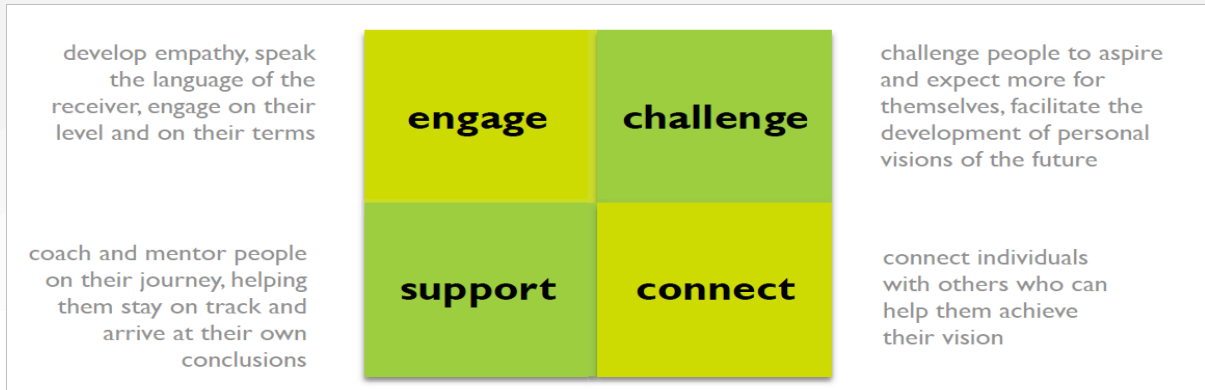 develop empathy, speak
the language of the
receiver, engage on their
level and on their terms
engage
challenge
challenge people to aspire
and expect more for
themselves, facilitate the
development of personal
visions of the future
coach and mentor people
on their journey, helping
them stay on track and
arrive at their own
conclusions
support
connect
connect individuals
with others who can
help them achieve
their vision